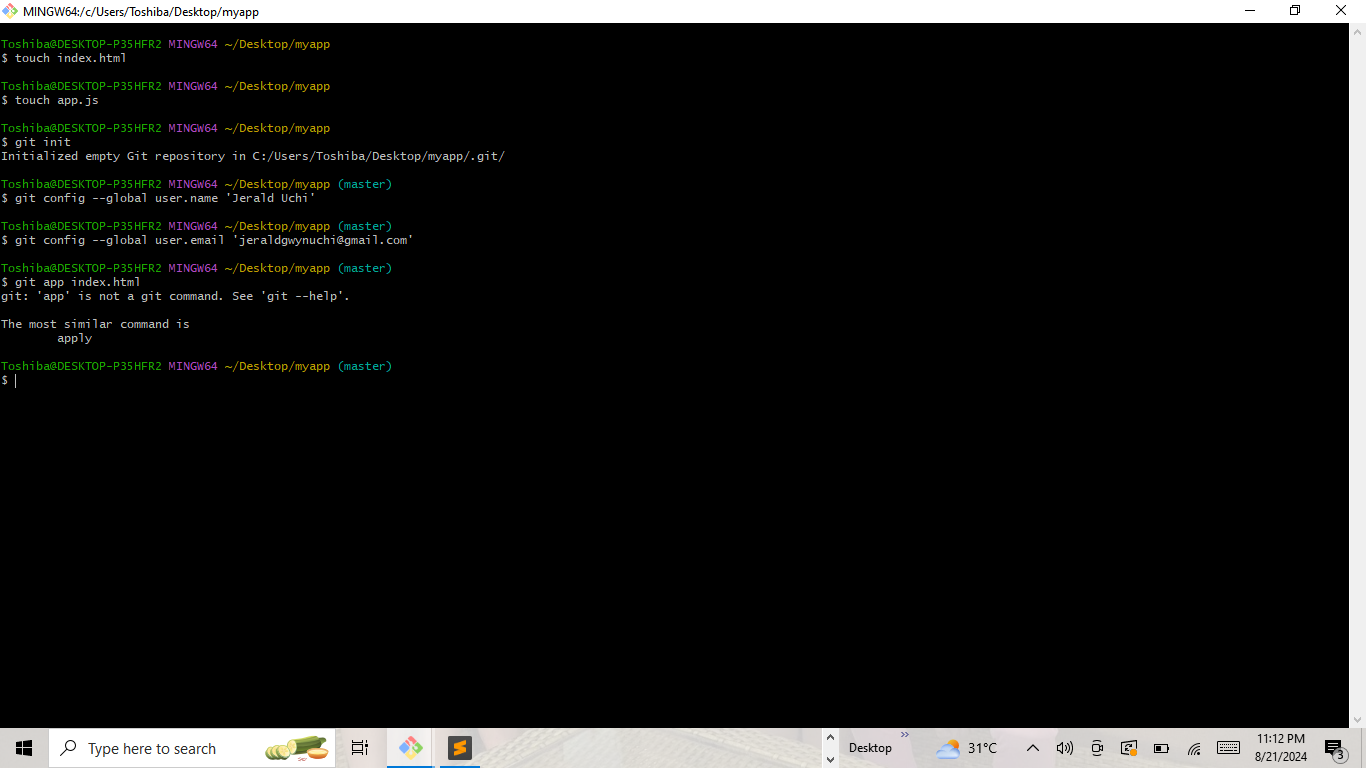 MINGW64:/c/Users/Toshiba/Desktop/myapp
Toshiba@DESKTOP-P35HFR2 MINGW64 ~/Desktop/myapp
$ touch index.html
Toshiba@DESKTOP-P35HFR2 MINGW64 ~/Desktop/myapp
$ touch app.js
Toshiba@DESKTOP-P35HFR2 MINGW64 ~/Desktop/myapp
$ git init
Initialized empty Git repository in C:/Users/Toshiba/Desktop/myapp/.git/
Toshiba@DESKTOP-P35HFR2 MINGW64 ~/Desktop/myapp (master)
$ git config --global user.name 'Jerald Uchi'
Toshiba@DESKTOP-P35HFR2 MINGW64 ~/Desktop/myapp (master)
$ git config --global user.email 'jeraldgwynuchi@gmail.com'
Toshiba@DESKTOP-P35HFR2 MINGW64 ~/Desktop/myapp (master)
$ git app index.html
git: 'app' is not a git command. See 'git --help'.
The most similar command is
apply
Toshiba@DESKTOP-P35HFR2 MINGW64 ~/Desktop/myapp (master)
$
Type here to search
Desktop
31°C
11:12 PM
8/21/2024
3